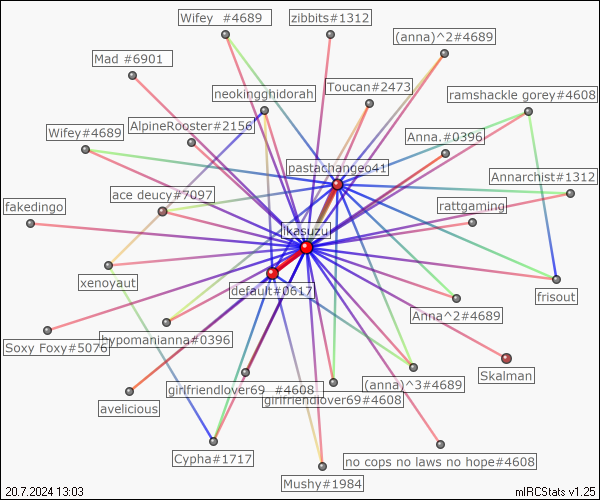 Wifey #4689
zibbits#1312
(anna)^2#4689
Mad #6901
neokingghidorah
Toucan#2473
ramshackle gorey#4608
Wifey#4689
AlpineRooster#2156
Anna.#0396
pastachangeo41
Annarchist#1312
ace deucy#7097
fakedingo
rattgaming
ikasuzu
xenoyaut
default#0617
frisout
Anna^2#4689
Soxy Foxy#5076
hypomanianna#0396
Skalman
girlfriendlover69 #4608
(anna)^3#4689
girlfriendlover69#4608
avelicious
Cypha#1717
no cops no laws no hope#4608
Mushy#1984
20.7.2024 13:03
mIRCStats v1.25